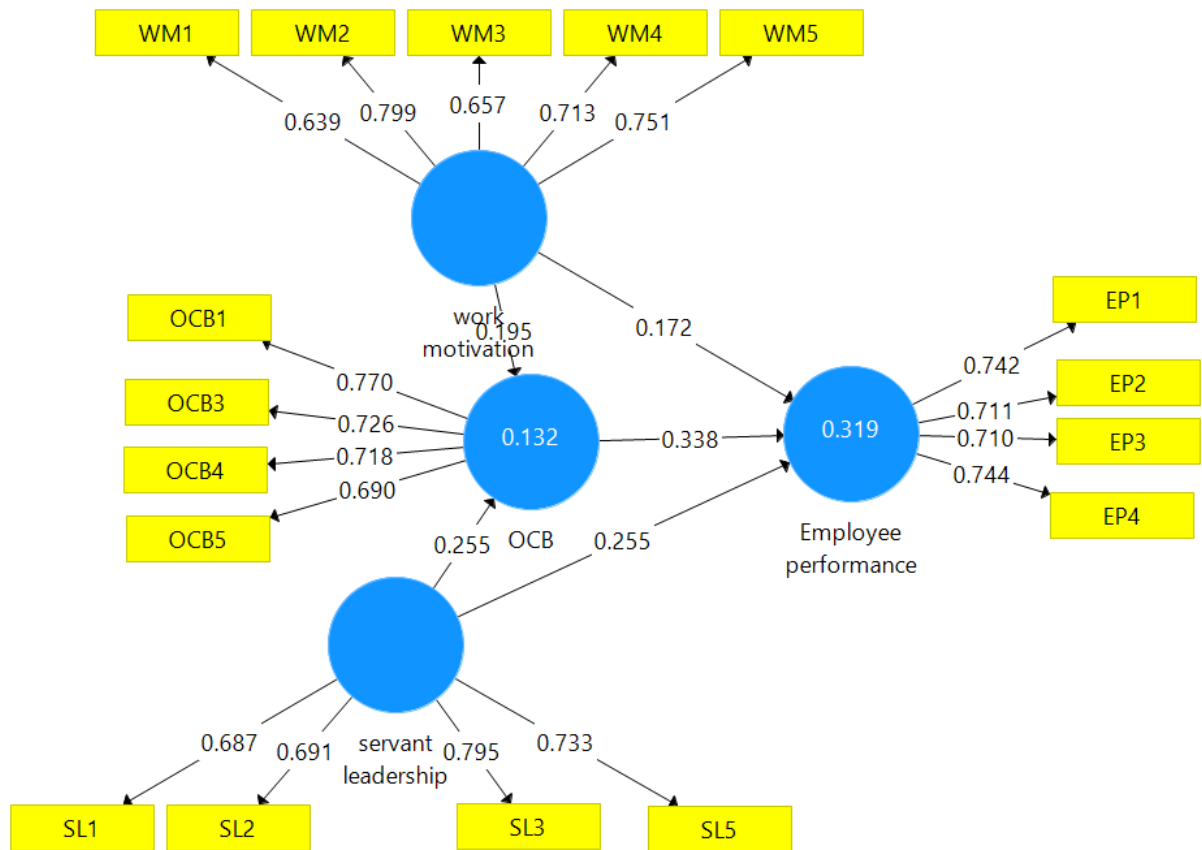 WM1 WM2 WM3 WM4 WM5
0.639 0.799 0.657 0.713 0.751
work
motivation
0.195
0.172
OCB1
OCB3
OCB4
OCB5
0.770
0.726
0.718
0.690
0.132
OCB
0.338
0.319
Employee
performance
EP1
EP2
EP3
EP4
0.742
0.711
0.710
0.744
0.255
0.255
servant
leadership
0.687 0.691 0.795 0.733
SL1 SL2 SL3 SL5